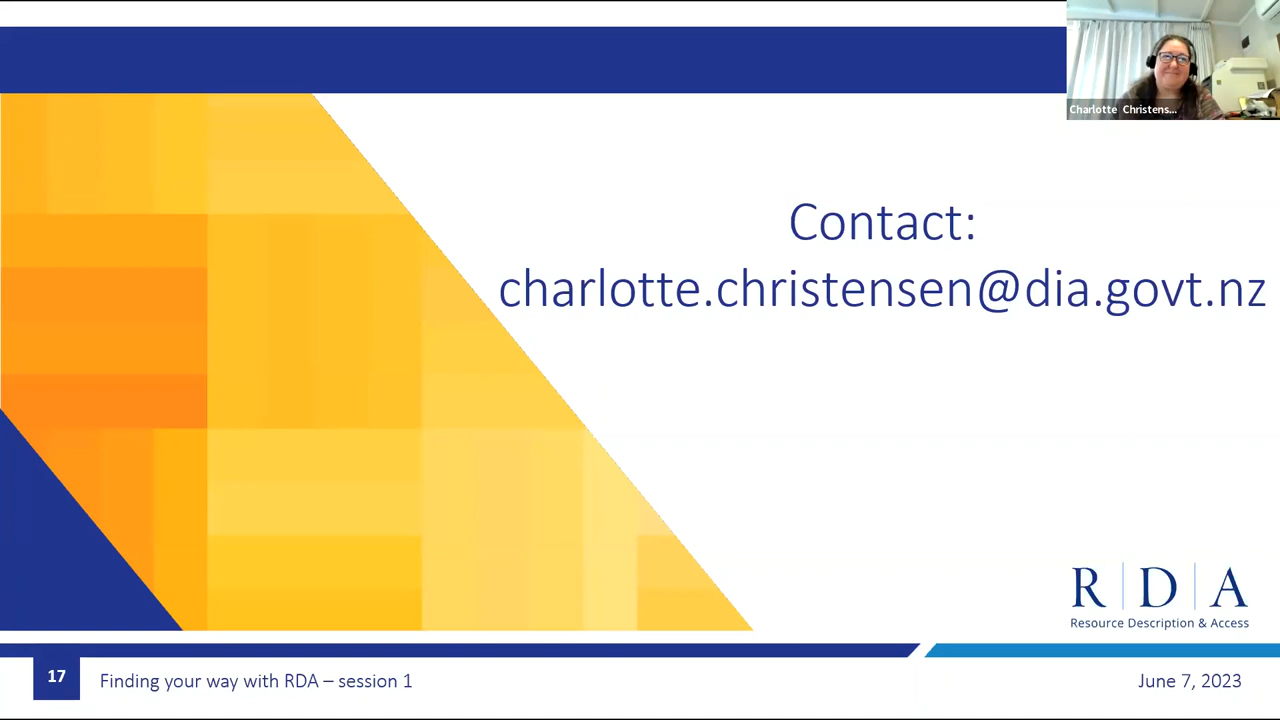 Charlotte Christens...
Contact:
charlotte.christensen@dia.govt.nz
R D A
Resource Description & Access
17
Finding your way with RDA – session 1
June 7, 2023